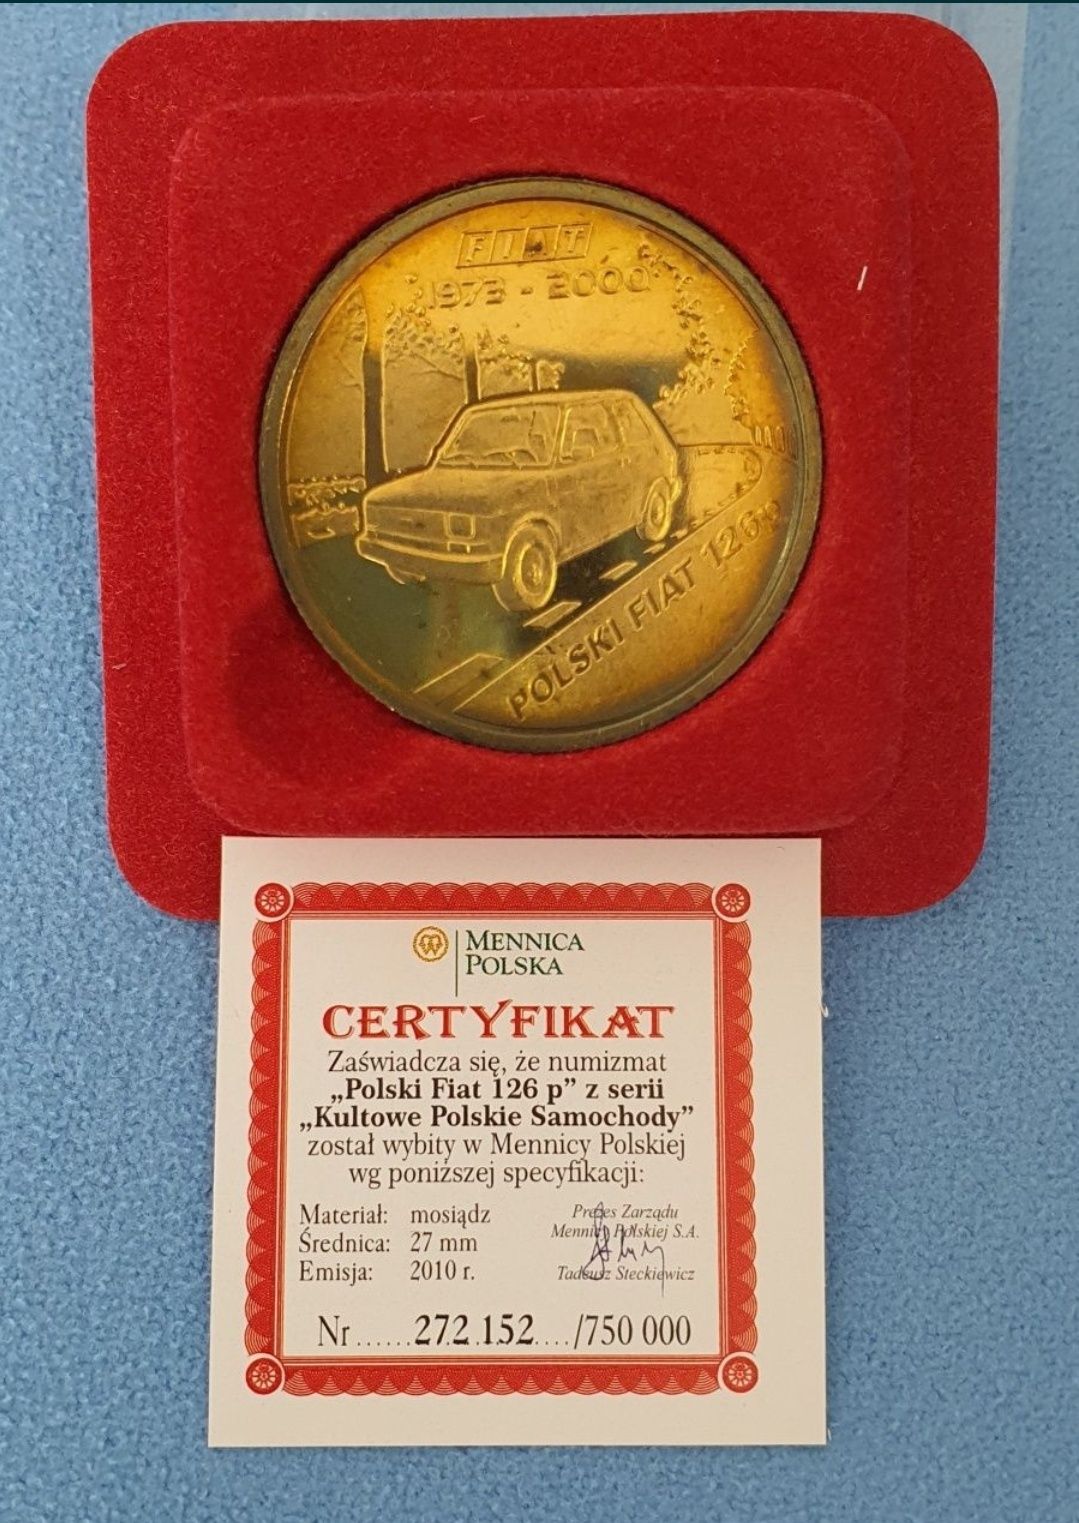 FIAT
1973 - 2000
POLSKI FIAT 126p
MENNICA
POLSKA
CERTYFIKAT
Zaświadcza się, że numizmat
„Polski Fiat 126 p” z serii
„Kultowe Polskie Samochody”
został wybity w Mennicy Polskiej
wg poniższej specyfikacji:
Materiał: mosiądz
Średnica: 27 mm
Emisja: 2010 r.
Prezes Zarządu
Mennicy Polskiej S.A.
Tadeusz Steckiewicz
Nr ...... 272152 .... /750 000